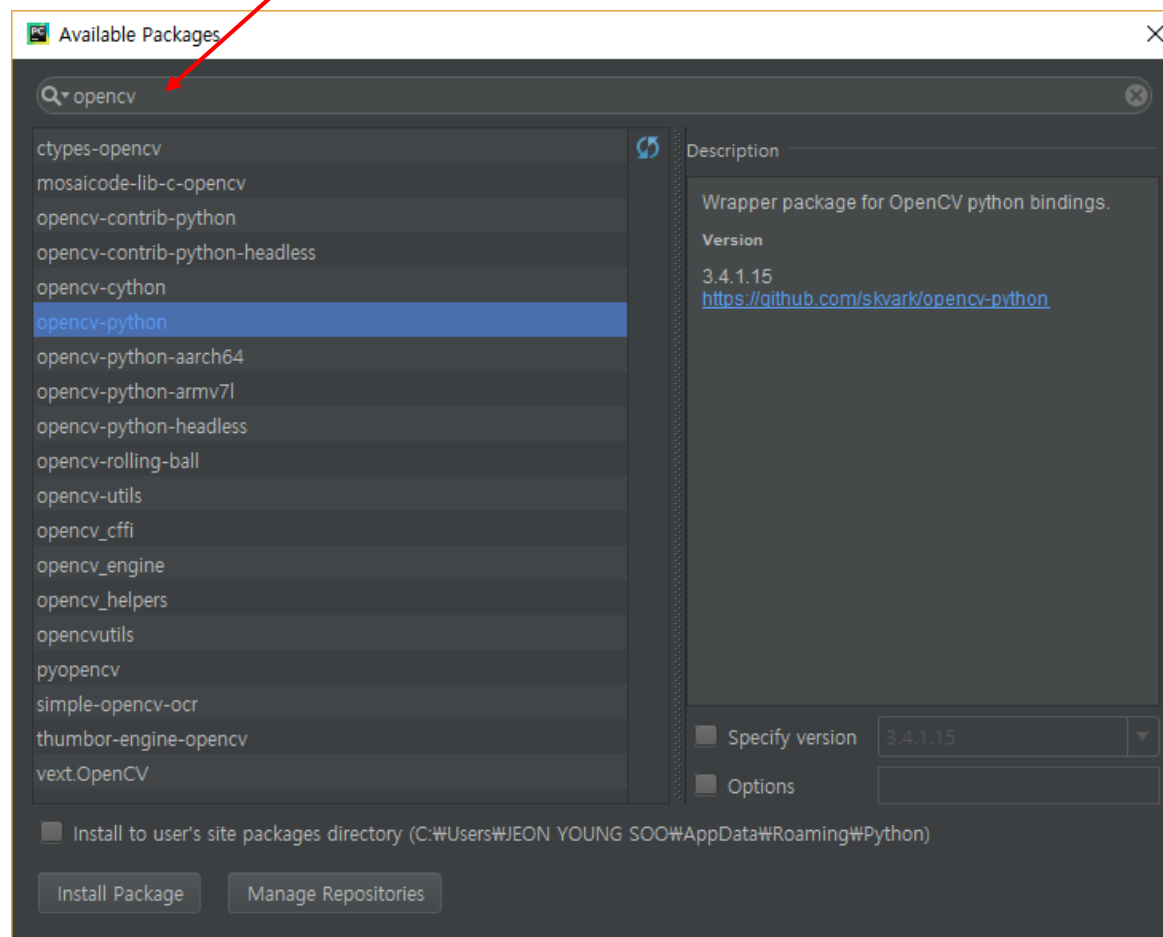 PC
Available Packages
opencv
ctypes-opencv
mosaicode-lib-c-opencv
opencv-contrib-python
opencv-contrib-python-headless
opencv-cython
opencv-python
opencv-python-aarch64
opencv-python-armv7l
opencv-python-headless
opencv-rolling-ball
opencv-utils
opencv_cffi
opencv_engine
opencv_helpers
opencvutils
pyopencv
simple-opencv-ocr
thumbor-engine-opencv
vext.OpenCV
Description
Wrapper package for OpenCV python bindings.
Version
3.4.1.15
https://github.com/skvark/opencv-python
Specify version 3.4.1.15
Options
Install to user's site packages directory (C:₩Users₩JEON YOUNG SOO₩AppData₩Roaming₩Python)
Install Package Manage Repositories